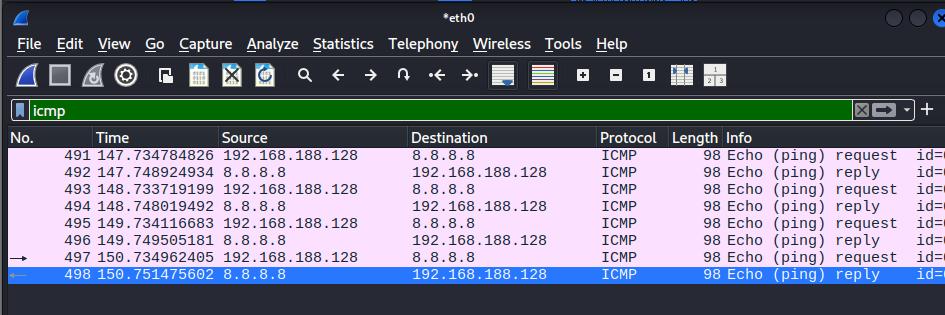 *eth0
File Edit View Go Capture Analyze Statistics Telephony Wireless Tools Help
icmp
No. Time Source Destination Protocol Length Info
491 147.734784826 192.168.188.128 8.8.8.8 ICMP 98 Echo (ping) request id=
492 147.748924934 8.8.8.8 192.168.188.128 ICMP 98 Echo (ping) reply id=
493 148.733719199 192.168.188.128 8.8.8.8 ICMP 98 Echo (ping) request id=
494 148.748019492 8.8.8.8 192.168.188.128 ICMP 98 Echo (ping) reply id=
495 149.734116683 192.168.188.128 8.8.8.8 ICMP 98 Echo (ping) request id=
496 149.749505181 8.8.8.8 192.168.188.128 ICMP 98 Echo (ping) reply id=
497 150.734962405 192.168.188.128 8.8.8.8 ICMP 98 Echo (ping) request id=
498 150.751475602 8.8.8.8 192.168.188.128 ICMP 98 Echo (ping) reply id=